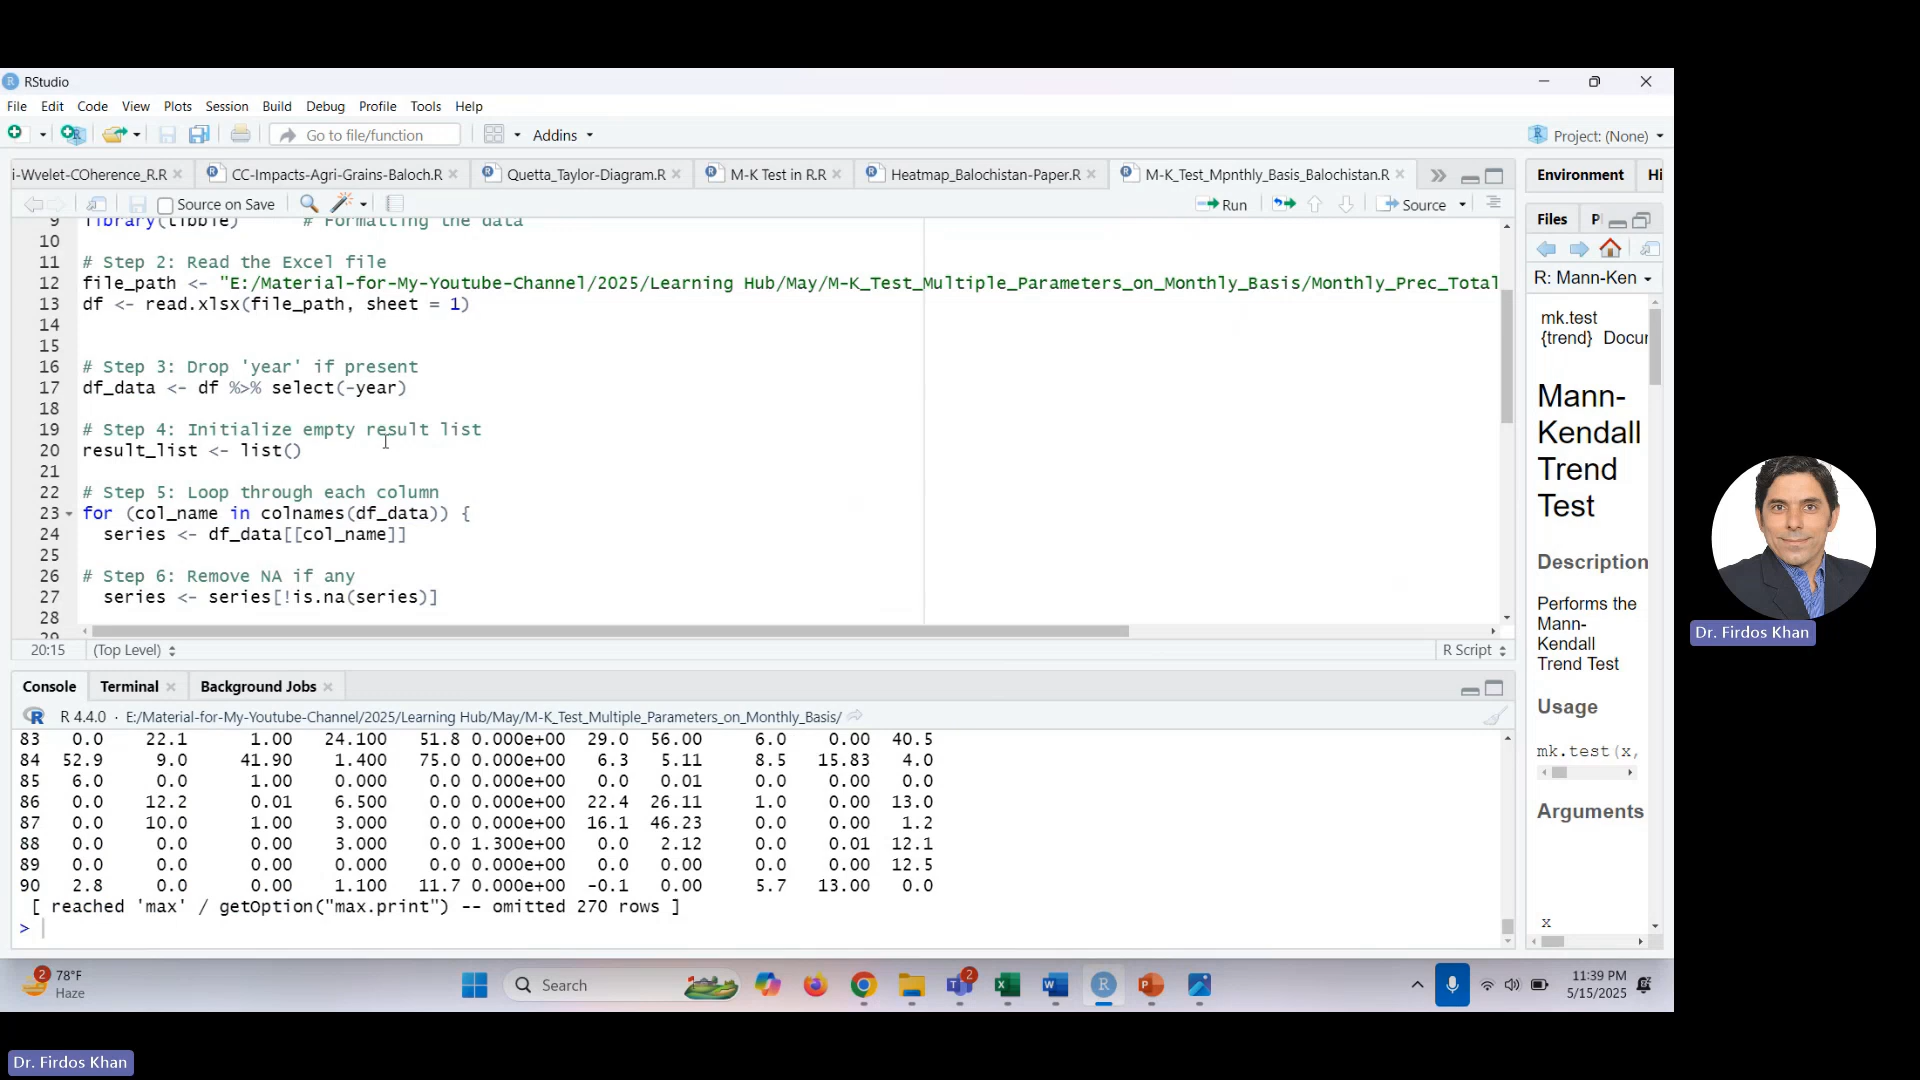 RStudio
File Edit Code View Plots Session Build Debug Profile Tools Help
Go to file/function Addins Project: (None)
i-Wvelet-COherence_R.R CC-Impacts-Agri-Grains-Baloch.R Quetta_Taylor-Diagram.R M-K Test in R.R Heatmap_Balochistan-Paper.R M-K_Test_Mpnthly_Basis_Balochistan.R
Source on Save Run Source
9 library(tibble) # Formatting the data
10
11 # Step 2: Read the Excel file
12 file_path <- "E:/Material-for-My-Youtube-Channel/2025/Learning Hub/May/M-K_Test_Multiple_Parameters_on_Monthly_Basis/Monthly_Prec_Total
13 df <- read.xlsx(file_path, sheet = 1)
14
15
16 # Step 3: Drop 'year' if present
17 df_data <- df %>% select(-year)
18
19 # Step 4: Initialize empty result list
20 result_list <- list()
21
22 # Step 5: Loop through each column
23 for (col_name in colnames(df_data)) {
24 series <- df_data[[col_name]]
25
26 # Step 6: Remove NA if any
27 series <- series[!is.na(series)]
28
29
20:15 (Top Level) R Script
Console Terminal Background Jobs
R 4.4.0 · E:/Material-for-My-Youtube-Channel/2025/Learning Hub/May/M-K_Test_Multiple_Parameters_on_Monthly_Basis/
83 0.0 22.1 1.00 24.100 51.8 0.000e+00 29.0 56.00 6.0 0.00 40.5
84 52.9 9.0 41.90 1.400 75.0 0.000e+00 6.3 5.11 8.5 15.83 4.0
85 6.0 0.0 1.00 0.000 0.0 0.000e+00 0.0 0.01 0.0 0.00 0.0
86 0.0 12.2 0.01 6.500 0.0 0.000e+00 22.4 26.11 1.0 0.00 13.0
87 0.0 10.0 1.00 3.000 0.0 0.000e+00 16.1 46.23 0.0 0.00 1.2
88 0.0 0.0 0.00 3.000 0.0 1.300e+00 0.0 2.12 0.0 0.01 12.1
89 0.0 0.0 0.00 0.000 0.0 0.000e+00 0.0 0.00 0.0 0.00 12.5
90 2.8 0.0 0.00 1.100 11.7 0.000e+00 -0.1 0.00 5.7 13.00 0.0
[ reached 'max' / getOption("max.print") -- omitted 270 rows ]
>
Environment Hi
Files P
R: Mann-Ken
mk.test
{trend} Docu
Mann-
Kendall
Trend
Test
Description
Performs the
Mann-
Kendall
Trend Test
Usage
mk.test(x,
Arguments
x
2 78°F
Haze
Search
2
11:39 PM
5/15/2025
Dr. Firdos Khan
Dr. Firdos Khan